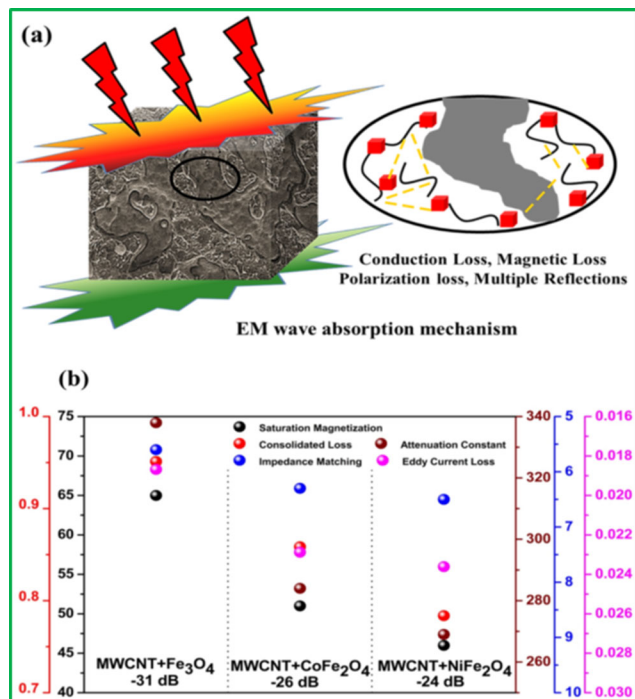 (a)
Conduction Loss, Magnetic Loss
Polarization loss, Multiple Reflections
EM wave absorption mechanism
(b)
1.0
0.9
0.8
0.7
75
70
65
60
55
50
45
40
Saturation Magnetization
Consolidated Loss
Attenuation Constant
Impedance Matching
Eddy Current Loss
MWCNT+Fe₃O₄
-31 dB
MWCNT+CoFe₂O₄
-26 dB
MWCNT+NiFe₂O₄
-24 dB
340
320
300
280
260
5
6
7
8
9
10
0.016
0.018
0.020
0.022
0.024
0.026
0.028
0.030